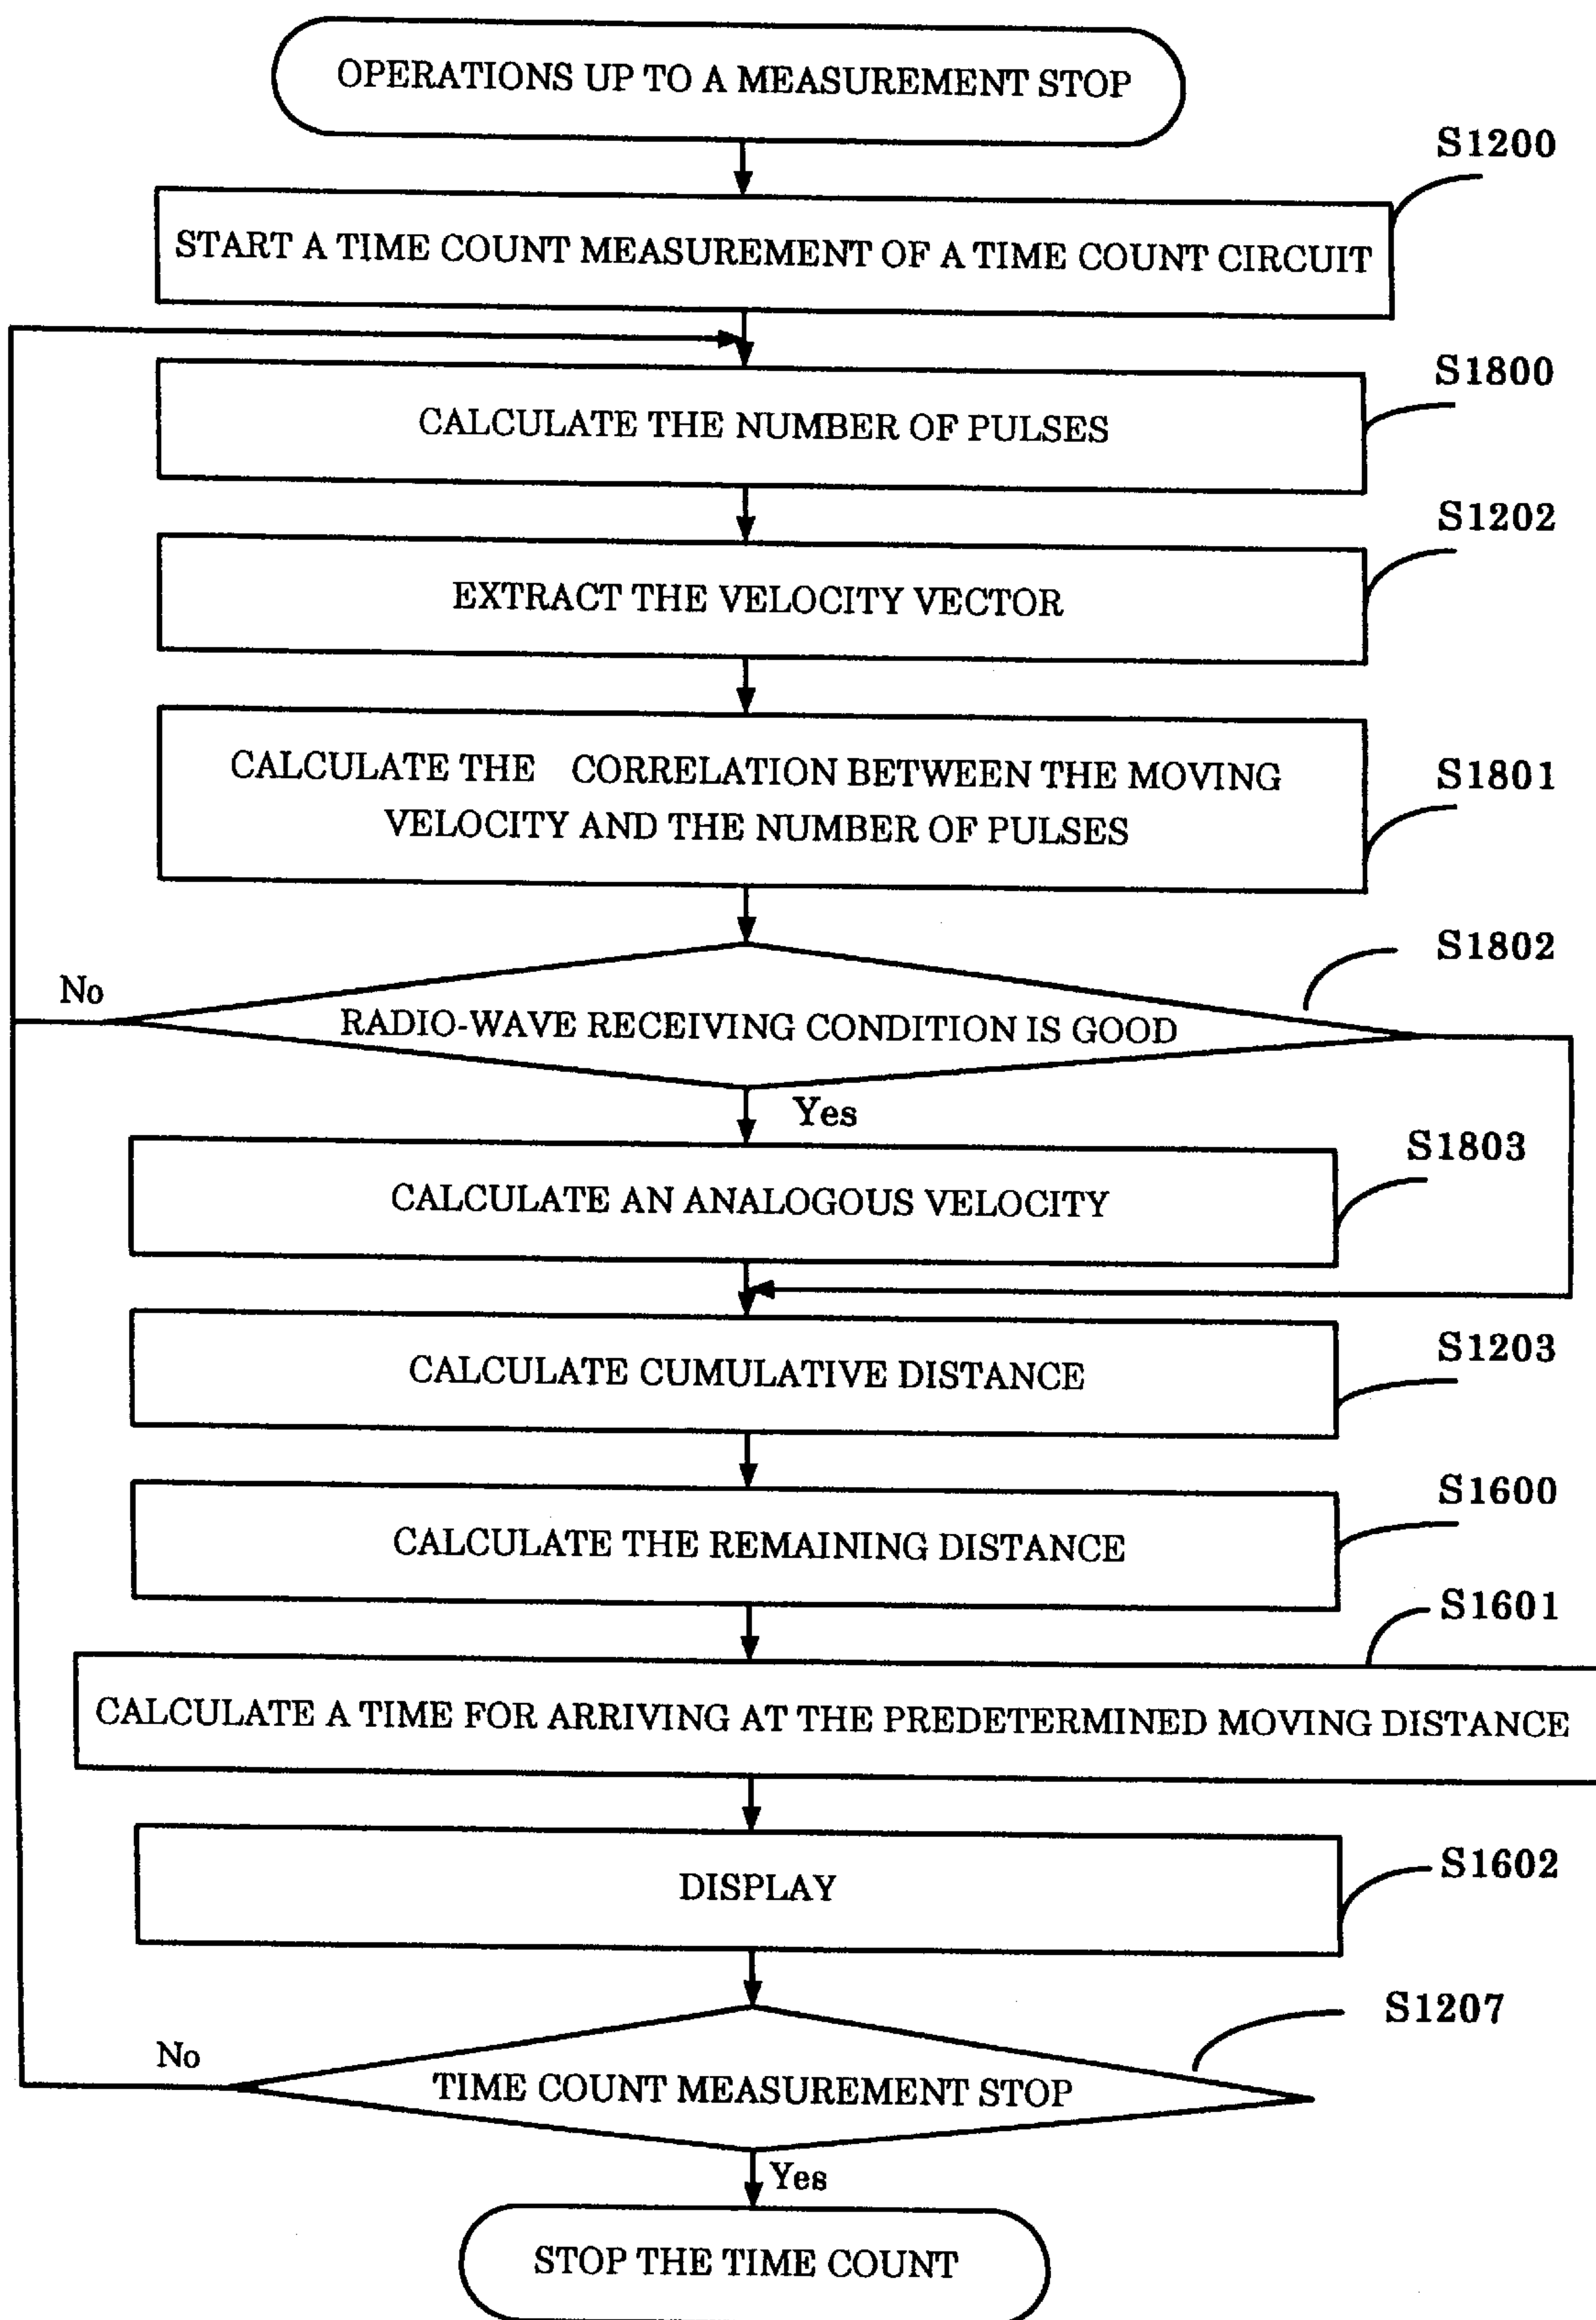 OPERATIONS UP TO A MEASUREMENT STOP
S1200
START A TIME COUNT MEASUREMENT OF A TIME COUNT CIRCUIT
S1800
CALCULATE THE NUMBER OF PULSES
S1202
EXTRACT THE VELOCITY VECTOR
CALCULATE THE CORRELATION BETWEEN THE MOVING
VELOCITY AND THE NUMBER OF PULSES
S1801
S1802
No
RADIO-WAVE RECEIVING CONDITION IS GOOD
Yes
S1803
CALCULATE AN ANALOGOUS VELOCITY
S1203
CALCULATE CUMULATIVE DISTANCE
S1600
CALCULATE THE REMAINING DISTANCE
S1601
CALCULATE A TIME FOR ARRIVING AT THE PREDETERMINED MOVING DISTANCE
S1602
DISPLAY
S1207
No
TIME COUNT MEASUREMENT STOP
Yes
STOP THE TIME COUNT